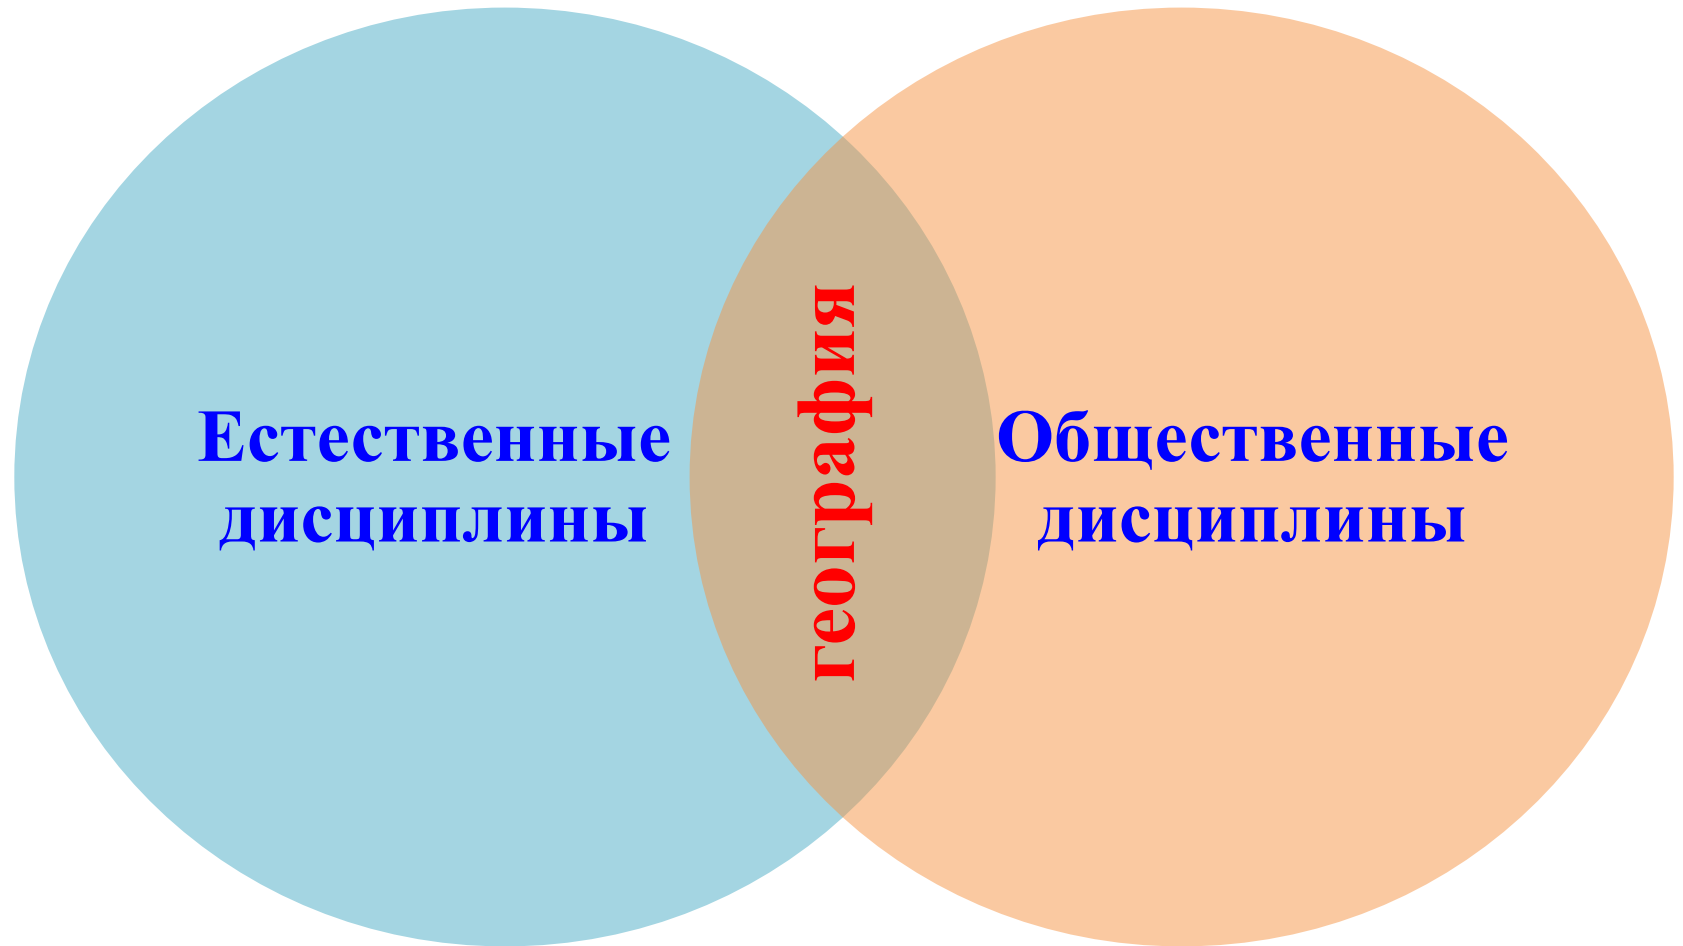 Естественные
дисциплины
география
Общественные
дисциплины